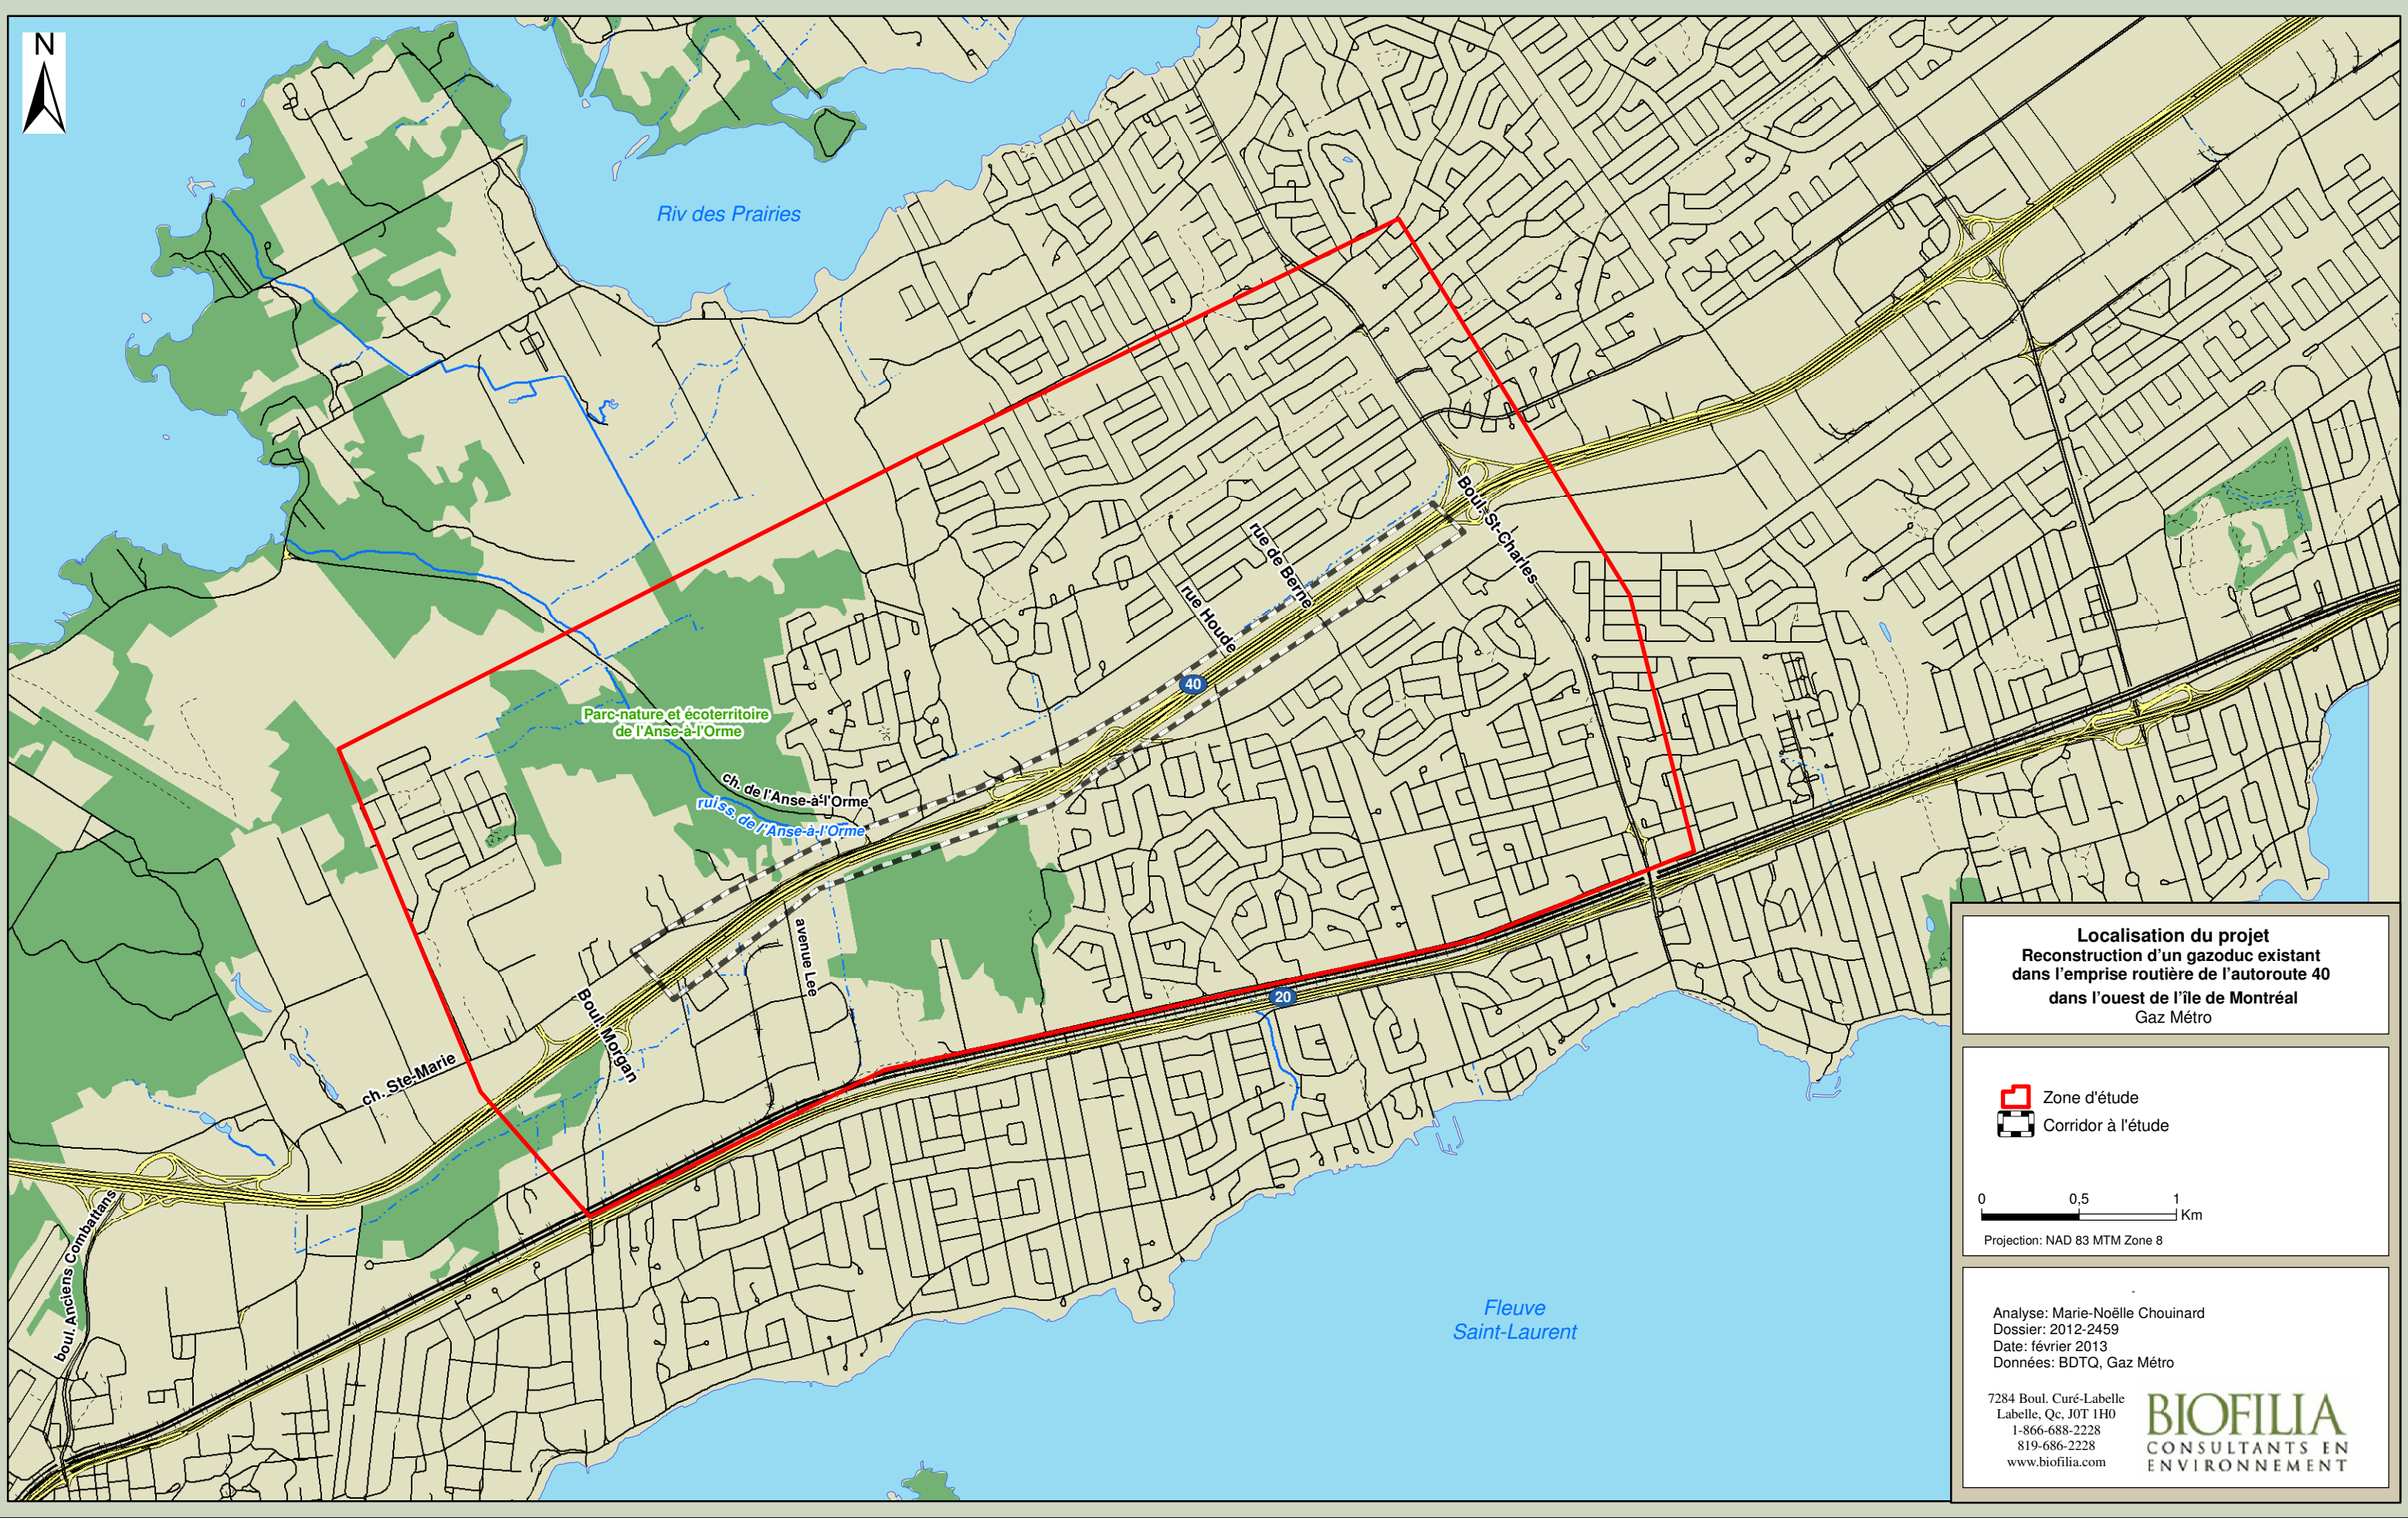 N
Riv des Prairies
Boul. St-Charles
rue de Berne
rue Houde
40
Parc-nature et écoterritoire
de l'Anse-à-l'Orme
ch. de l'Anse-à-l'Orme
ruiss. de l'Anse-à-l'Orme
avenue Lee
Boul. Morgan
20
ch. Ste-Marie
boul. Anciens Combattans
Fleuve
Saint-Laurent
Localisation du projet
Reconstruction d'un gazoduc existant
dans l'emprise routière de l'autoroute 40
dans l'ouest de l'île de Montréal
Gaz Métro
Zone d'étude
Corridor à l'étude
0 0,5 1
Km
Projection: NAD 83 MTM Zone 8
-
Analyse: Marie-Noëlle Chouinard
Dossier: 2012-2459
Date: février 2013
Données: BDTQ, Gaz Métro
7284 Boul. Curé-Labelle
Labelle, Qc, J0T 1H0
1-866-688-2228
819-686-2228
www.biofilia.com
BIOFILIA
CONSULTANTS EN
ENVIRONNEMENT